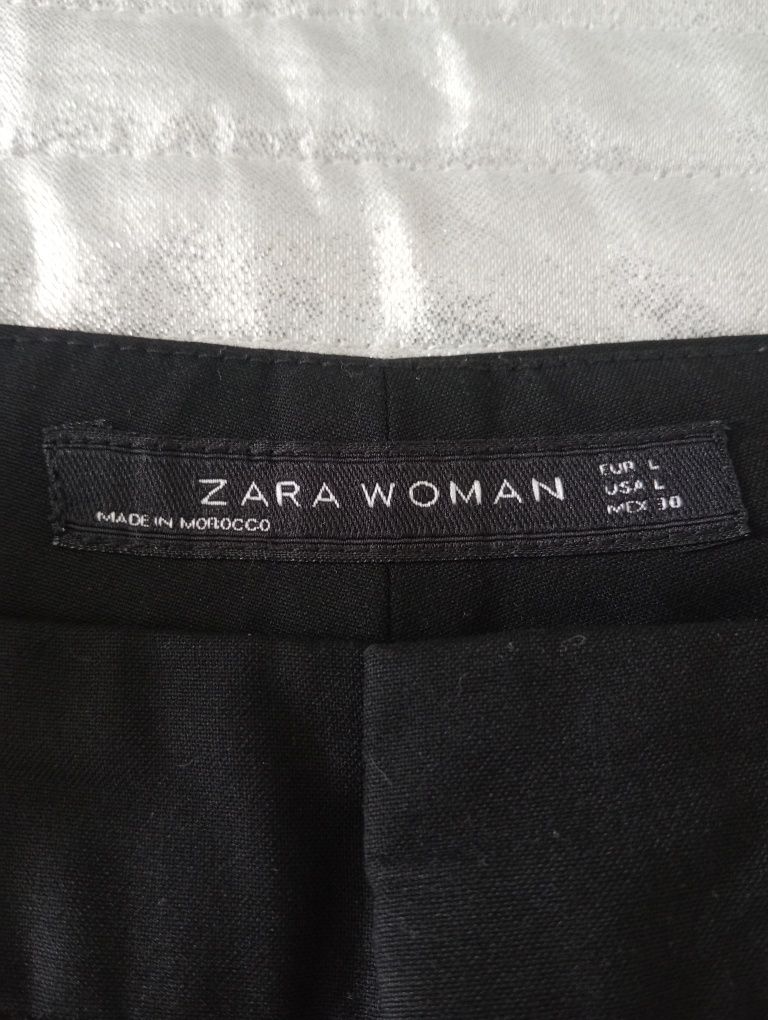 ZARA WOMAN
MADE IN MOROCCO
EUR L
USA L
MEX 30